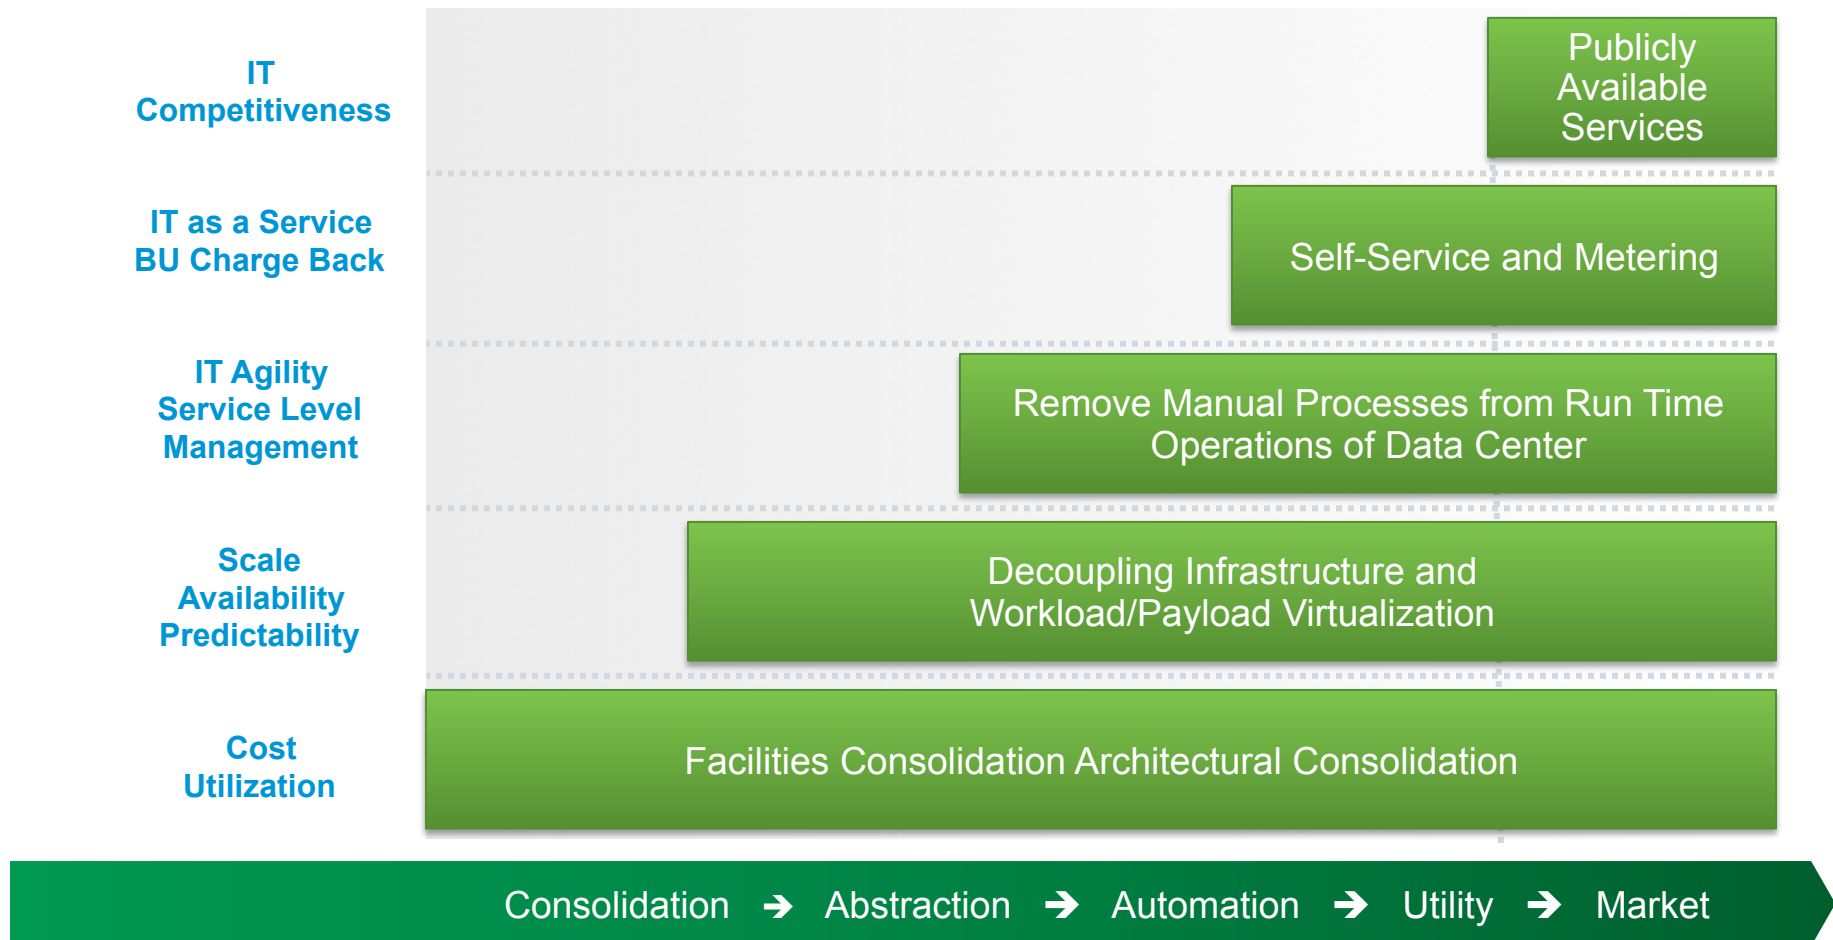 IT
Competitiveness
Publicly
Available
Services
IT as a Service
BU Charge Back
Self-Service and Metering
IT Agility
Service Level
Management
Remove Manual Processes from Run Time
Operations of Data Center
Scale
Availability
Predictability
Decoupling Infrastructure and
Workload/Payload Virtualization
Cost
Utilization
Facilities Consolidation Architectural Consolidation
Consolidation ➔ Abstraction ➔ Automation ➔ Utility ➔ Market